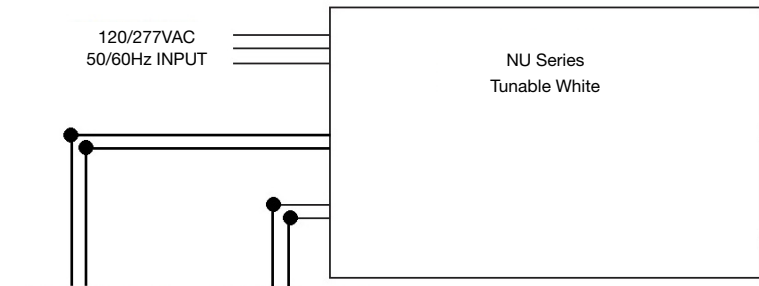 120/277VAC
50/60Hz INPUT
NU Series
Tunable White